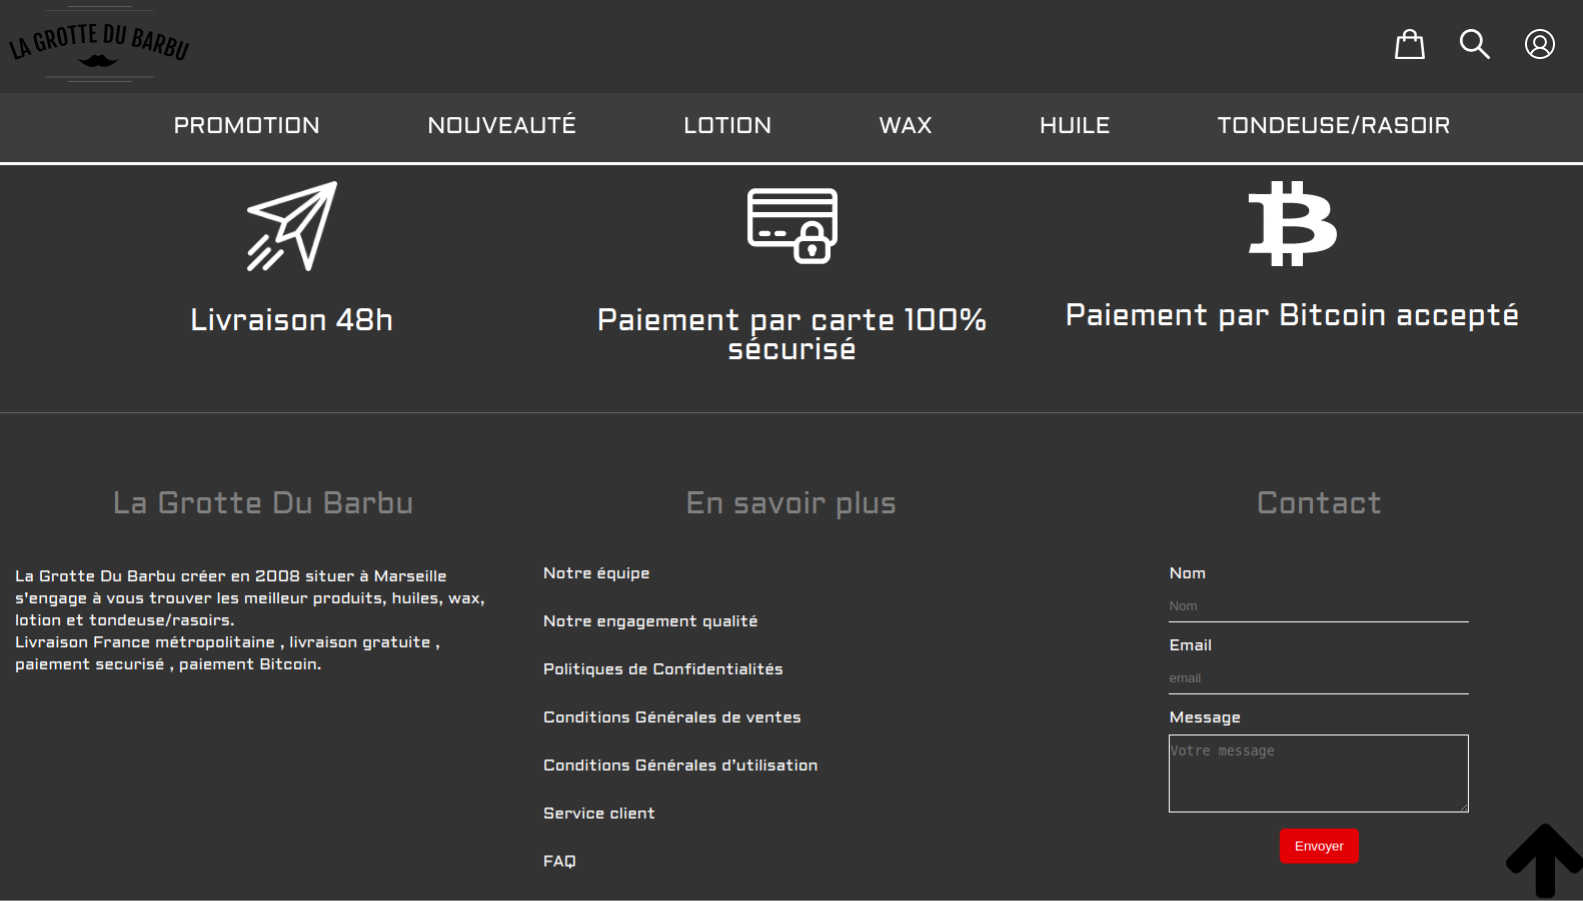 LA GROTTE DU BARBU
PROMOTION
NOUVEAUTÉ
LOTION
WAX
HUILE
TONDEUSE/RASOIR
Livraison 48h
Paiement par carte 100%
sécurisé
Paiement par Bitcoin accepté
La Grotte Du Barbu
La Grotte Du Barbu créer en 2008 situer à Marseille
s'engage à vous trouver les meilleur produits, huiles, wax,
lotion et tondeuse/rasoirs.
Livraison France métropolitaine , livraison gratuite ,
paiement securisé , paiement Bitcoin.
En savoir plus
Notre équipe
Notre engagement qualité
Politiques de Confidentialités
Conditions Générales de ventes
Conditions Générales d’utilisation
Service client
FAQ
Contact
Nom
Nom
Email
email
Message
Votre message
Envoyer